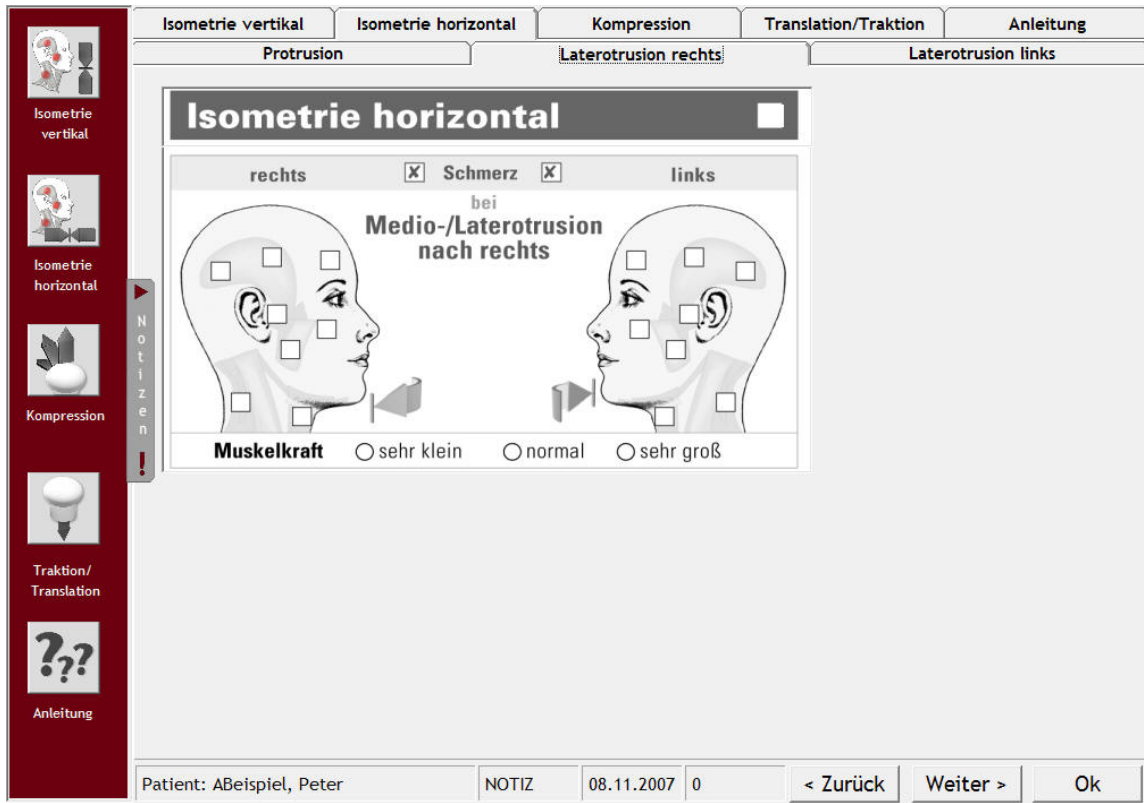 Isometrie vertikal
Isometrie horizontal
Kompression
Translation/Traktion
Anleitung
Protrusion
Laterotrusion rechts
Laterotrusion links
Isometrie
vertikal
Isometrie
horizontal
Kompression
Traktion/
Translation
???
Anleitung
Notizen
!
Isometrie horizontal
rechts
Schmerz
links
bei
Medio-/Laterotrusion
nach rechts
Muskelkraft
sehr klein
normal
sehr groß
Patient: ABeispiel, Peter
NOTIZ
08.11.2007
0
< Zurück
Weiter >
Ok